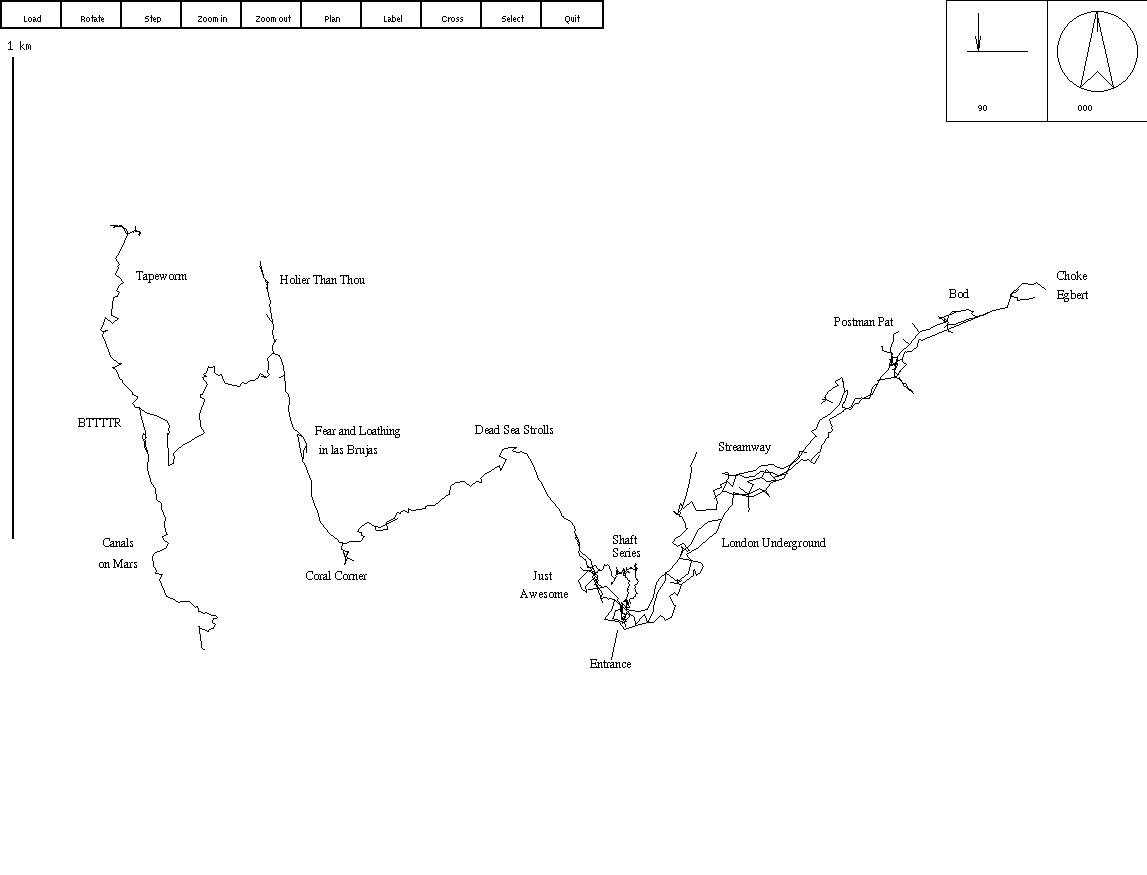 Load Rotate Step Zoom in Zoom out Plan Label Cross Select Quit
1 km
90 000
Tapeworm
Holier Than Thou
Choke
Egbert
Bod
Postman Pat
BTTTTR
Fear and Loathing
in las Brujas
Dead Sea Strolls
Streamway
Canals
on Mars
Coral Corner
Shaft
Series
London Underground
Just
Awesome
Entrance